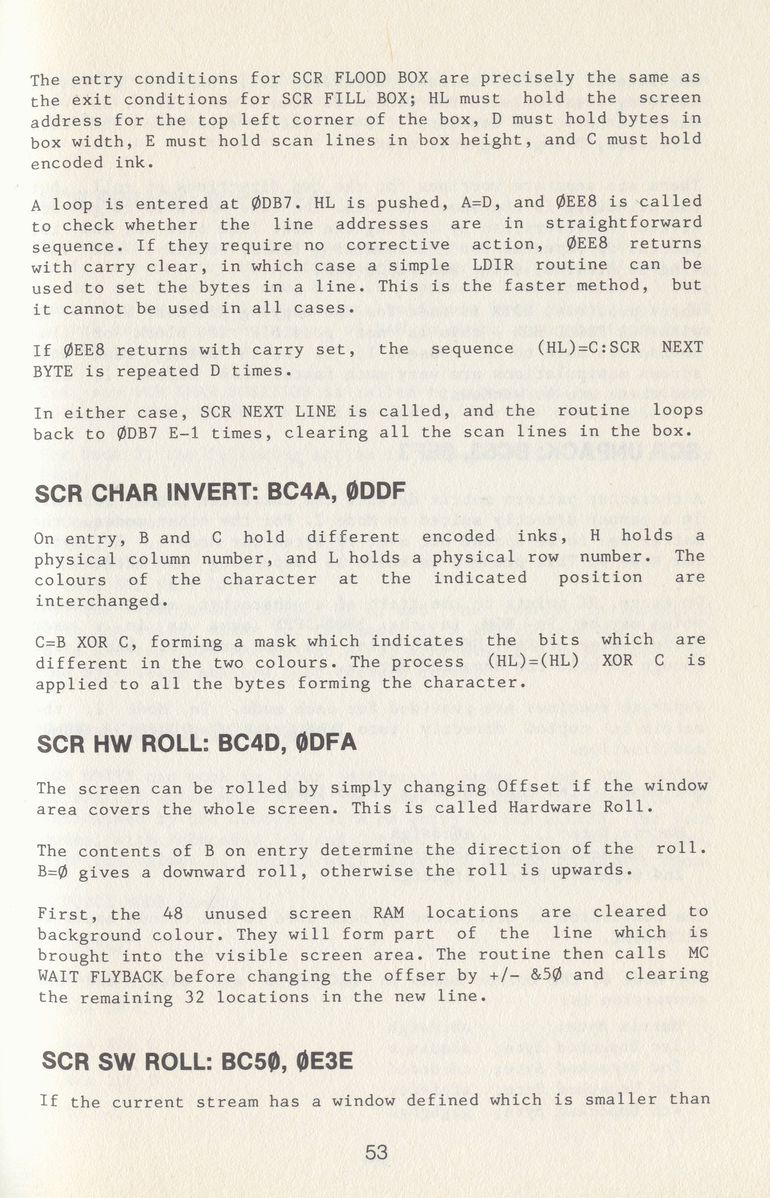 The entry conditions for SCR FLOOD BOX are precisely the same as
the exit conditions for SCR FILL BOX; HL must hold the screen
address for the top left corner of the box, D must hold bytes in
box width, E must hold scan lines in box height, and C must hold
encoded ink.
A loop is entered at ØDB7. HL is pushed, A=D, and ØEE8 is called
to check whether the line addresses are in straightforward
sequence. If they require no corrective action, ØEE8 returns
with carry clear, in which case a simple LDIR routine can be
used to set the bytes in a line. This is the faster method, but
it cannot be used in all cases.
If ØEE8 returns with carry set, the sequence (HL)=C:SCR NEXT
BYTE is repeated D times.
In either case, SCR NEXT LINE is called, and the routine loops
back to ØDB7 E-1 times, clearing all the scan lines in the box.
SCR CHAR INVERT: BC4A, ØDDF
On entry, B and C hold different encoded inks, H holds a
physical column number, and L holds a physical row number. The
colours of the character at the indicated position are
interchanged.
C=B XOR C, forming a mask which indicates the bits which are
different in the two colours. The process (HL)=(HL) XOR C is
applied to all the bytes forming the character.
SCR HW ROLL: BC4D, ØDFA
The screen can be rolled by simply changing Offset if the window
area covers the whole screen. This is called Hardware Roll.
The contents of B on entry determine the direction of the roll.
B=Ø gives a downward roll, otherwise the roll is upwards.
First, the 48 unused screen RAM locations are cleared to
background colour. They will form part of the line which is
brought into the visible screen area. The routine then calls MC
WAIT FLYBACK before changing the offser by +/- &5Ø and clearing
the remaining 32 locations in the new line.
SCR SW ROLL: BC5Ø, ØE3E
If the current stream has a window defined which is smaller than
53